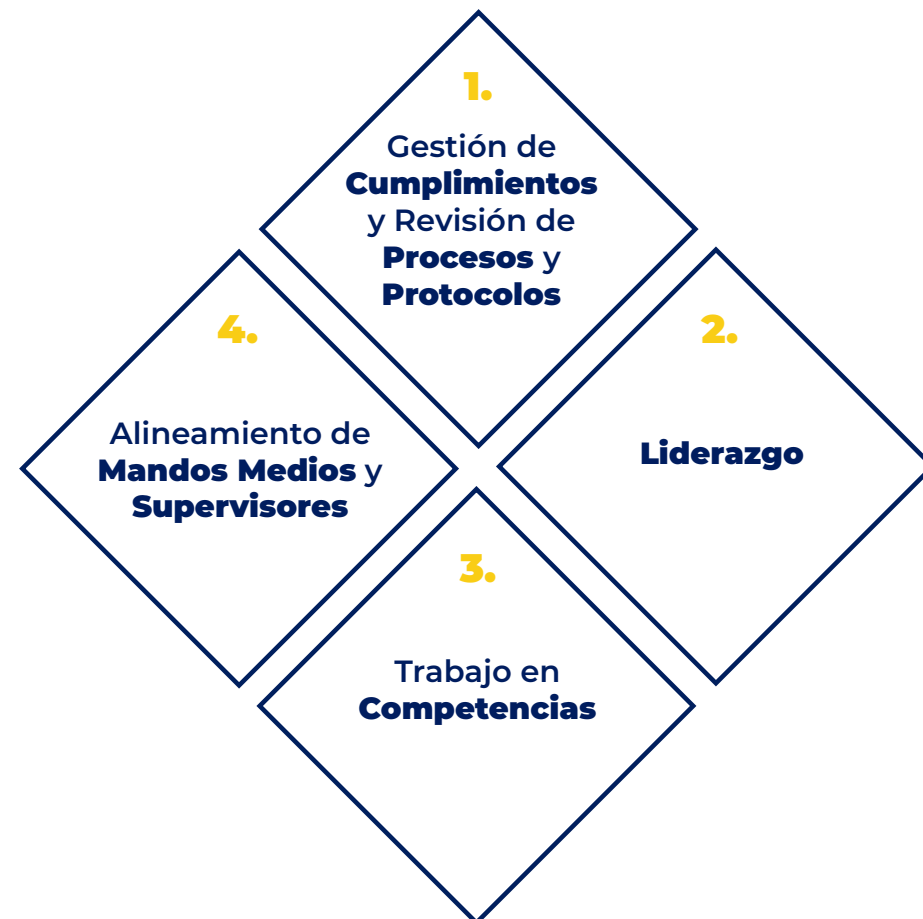 1.
Gestión de
Cumplimientos
y Revisión de
Procesos y
Protocolos
2.
Liderazgo
3.
Trabajo en
Competencias
4.
Alineamiento de
Mandos Medios y
Supervisores